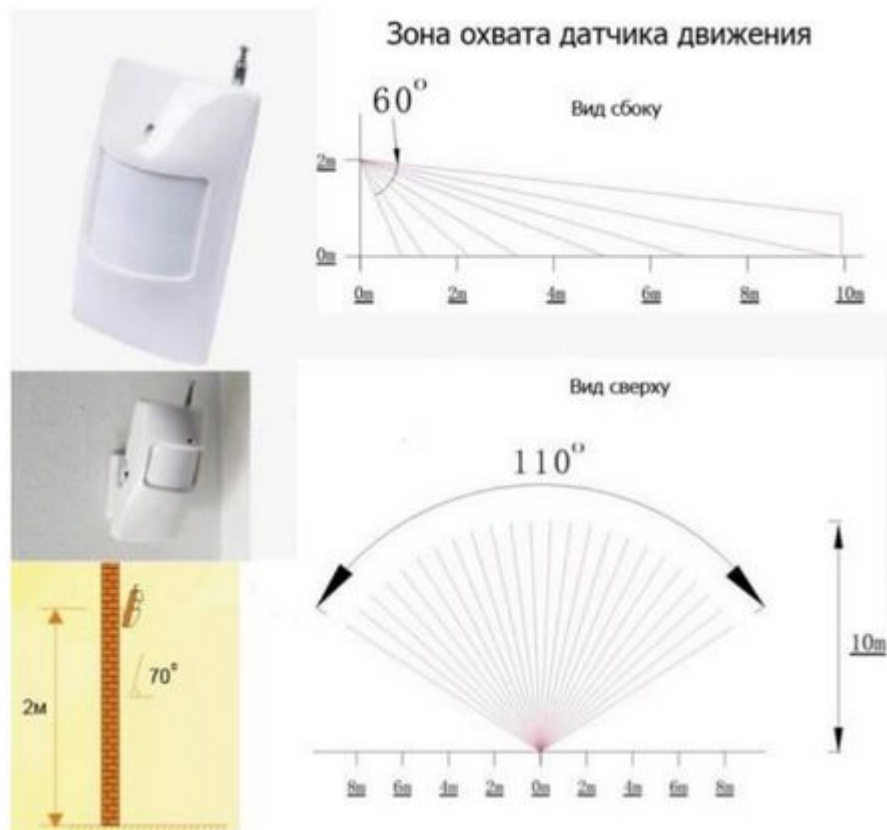 Зона охвата датчика движения
60°
Вид сбоку
2m
0m
0m 2m 4m 6m 8m 10m
Вид сверху
110°
10m
8m 6m 4m 2m 0m 2m 4m 6m 8m
70°
2м